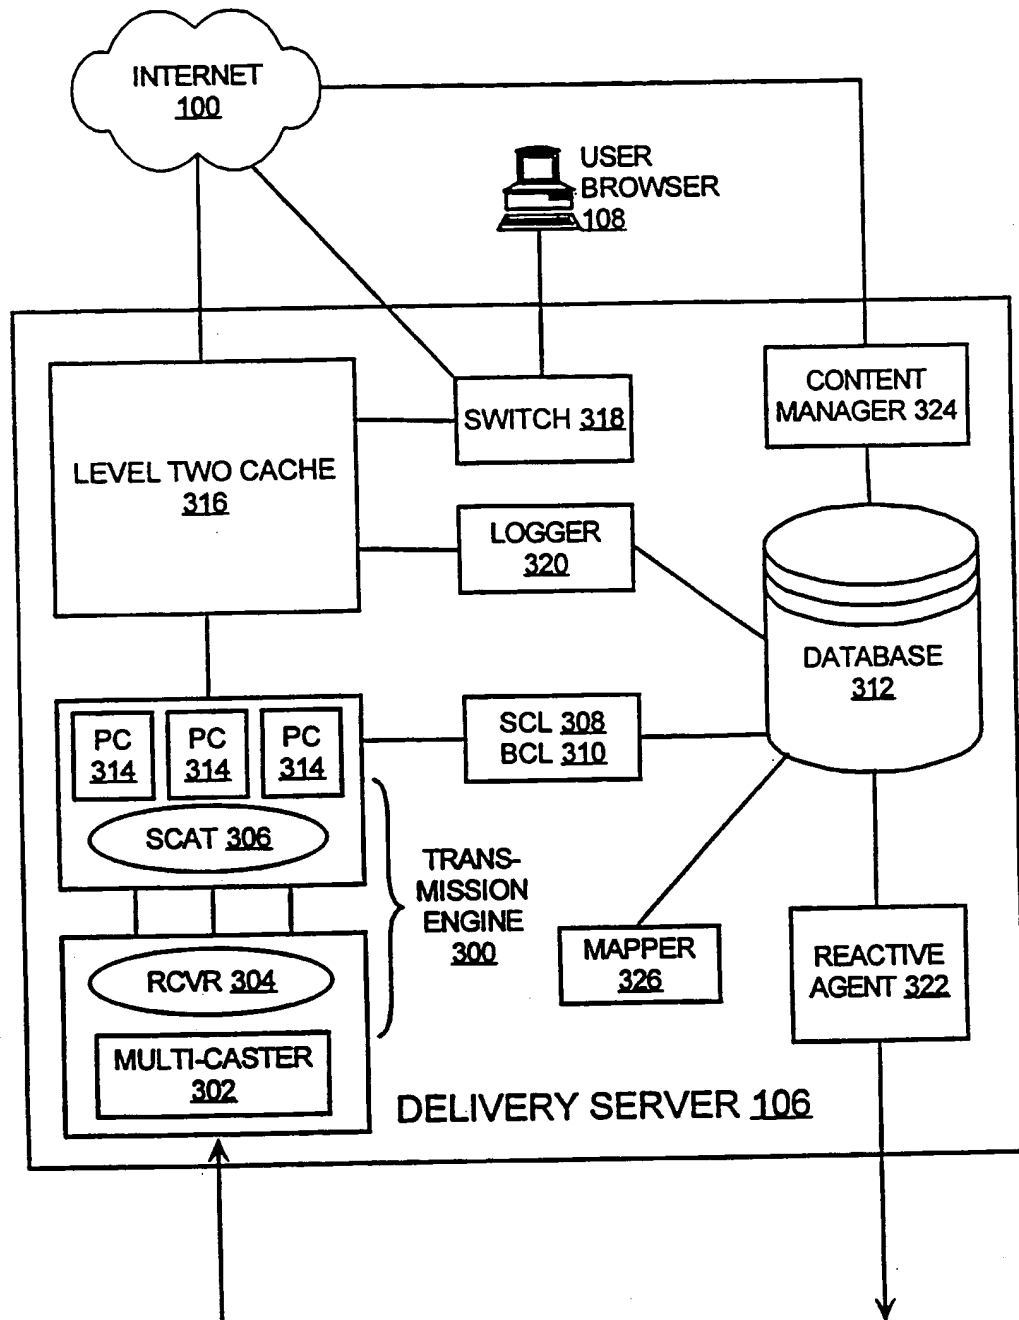 INTERNET
100
USER
BROWSER
108
CONTENT
MANAGER 324
SWITCH 318
LEVEL TWO CACHE
316
LOGGER
320
DATABASE
312
SCL 308
BCL 310
PC
314
PC
314
PC
314
SCAT 306
TRANS-
MISSION
ENGINE
300
RCVR 304
MULTI-CASTER
302
MAPPER
326
REACTIVE
AGENT 322
DELIVERY SERVER 106